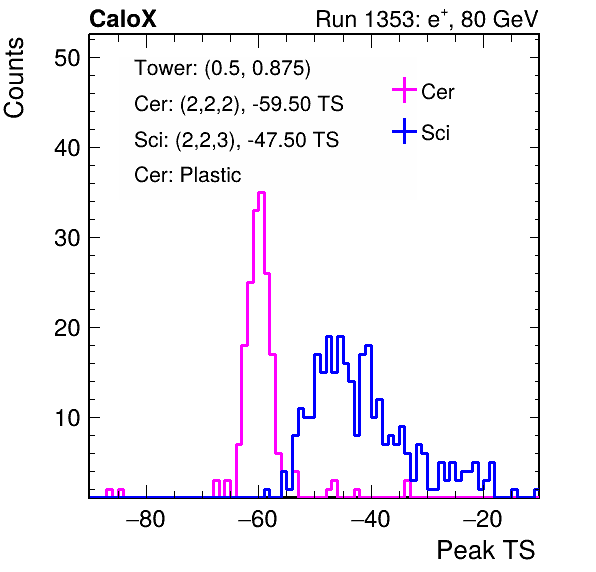 CaloX Run 1353: e⁺, 80 GeV
Counts
50
40
30
20
10
Tower: (0.5, 0.875)
Cer: (2,2,2), -59.50 TS
Sci: (2,2,3), -47.50 TS
Cer: Plastic
Cer
Sci
−80 −60 −40 −20
Peak TS